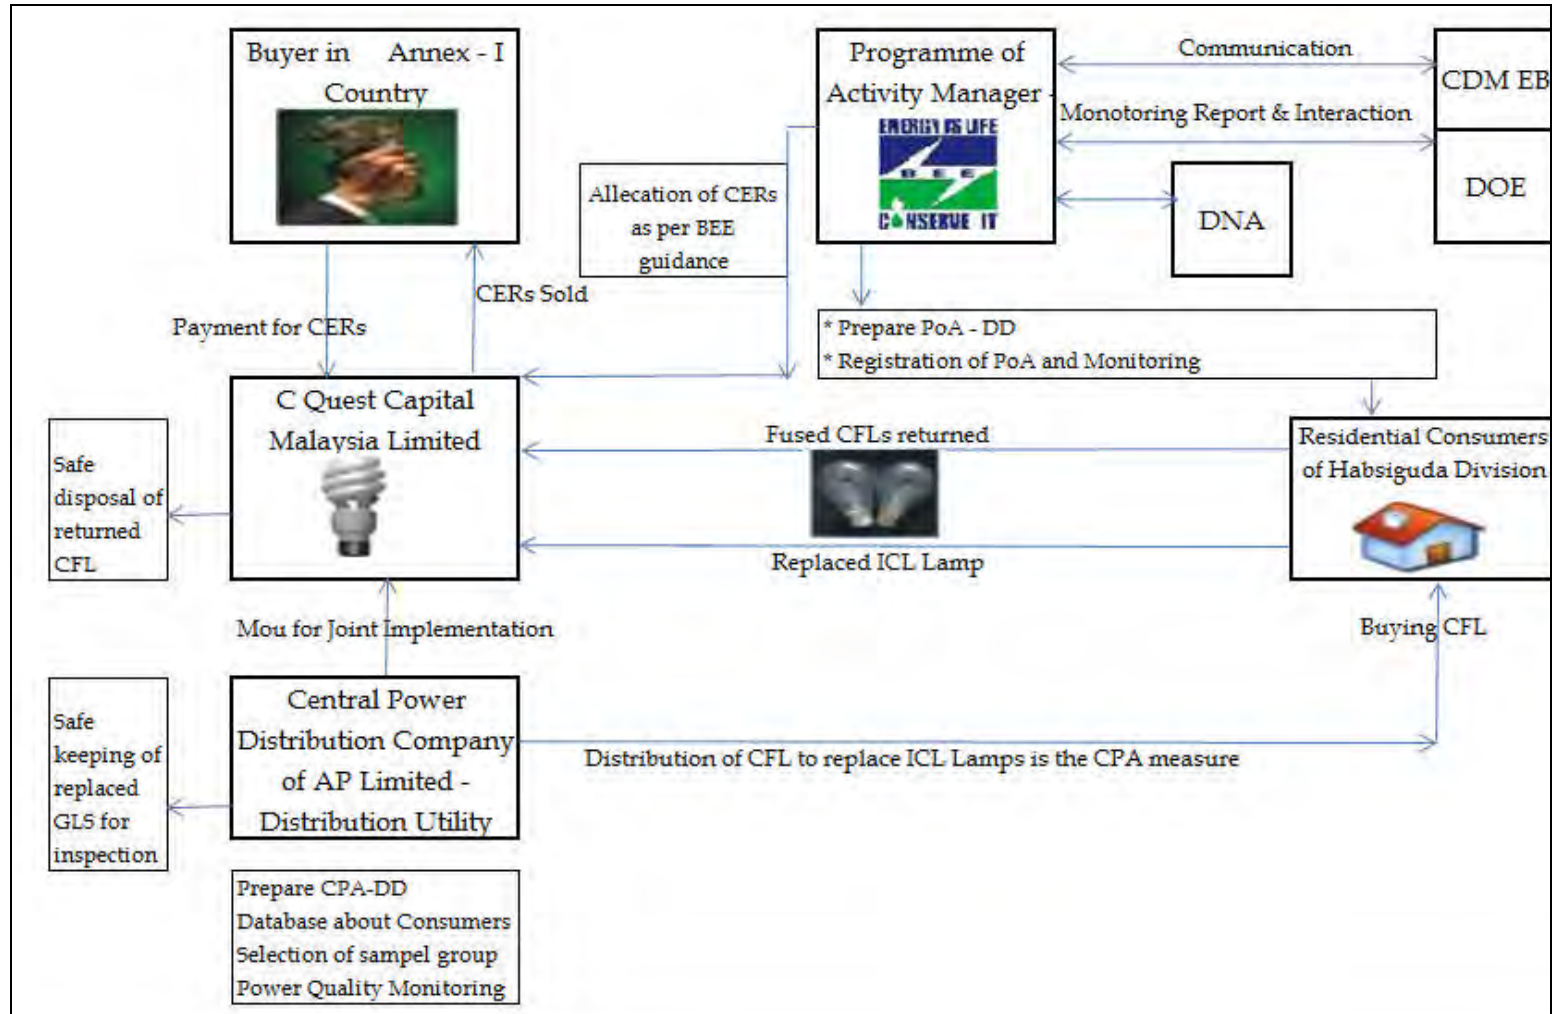 Buyer in Annex - I
Country
Programme of
Activity Manager -
ENERGY IS LIFE
BEE
CONSERVE IT
Communication
CDM EB
Monotoring Report & Interaction
DOE
DNA
Allecation of CERs
as per BEE
guidance
CERs Sold
Payment for CERs
* Prepare PoA - DD
* Registration of PoA and Monitoring
C Quest Capital
Malaysia Limited
Safe
disposal of
returned
CFL
Fused CFLs returned
Replaced ICL Lamp
Residential Consumers
of Habsiguda Division
Mou for Joint Implementation
Buying CFL
Central Power
Distribution Company
of AP Limited -
Distribution Utility
Safe
keeping of
replaced
GLS for
inspection
Distribution of CFL to replace ICL Lamps is the CPA measure
Prepare CPA-DD
Database about Consumers
Selection of sampel group
Power Quality Monitoring